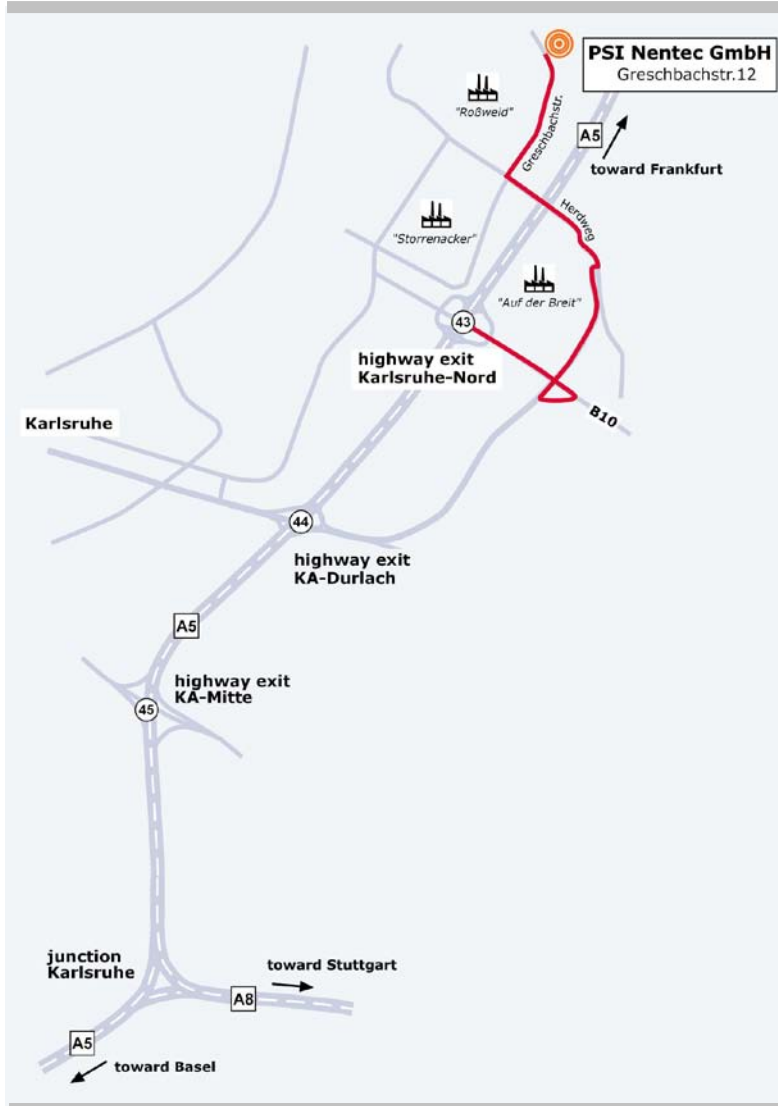 PSI Nentec GmbH
Greschbachstr.12
"Roßweid"
Greschbachstr.
A5
toward Frankfurt
Herdweg
"Storrenacker"
"Auf der Breit"
43
highway exit
Karlsruhe-Nord
B10
Karlsruhe
44
highway exit
KA-Durlach
A5
highway exit
KA-Mitte
45
junction
Karlsruhe
toward Stuttgart
A8
A5
toward Basel